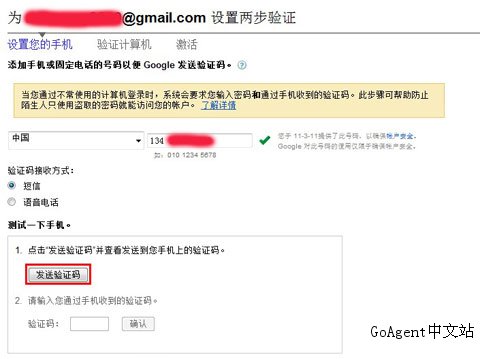 为 @gmail.com 设置两步验证
设置您的手机 验证计算机 激活
添加手机或固定电话的号码以便 Google 发送验证码。
当您通过不常使用的计算机登录时，系统会要求您输入密码和通过手机收到的验证码。此步骤可帮助防止
陌生人只使用盗取的密码就能访问您的帐户。 了解详情
中国 134
如：010 1234 5678
您于 11-3-11提供了此号码，以确保帐户安全。
Google 对此号码的使用仅限于确保帐户安全。
验证码接收方式：
短信
语音电话
测试一下手机。
1. 点击“发送验证码”并查看发送到您手机上的验证码。
发送验证码
2. 请输入您通过手机收到的验证码。
验证码： 确认
GoAgent中文站